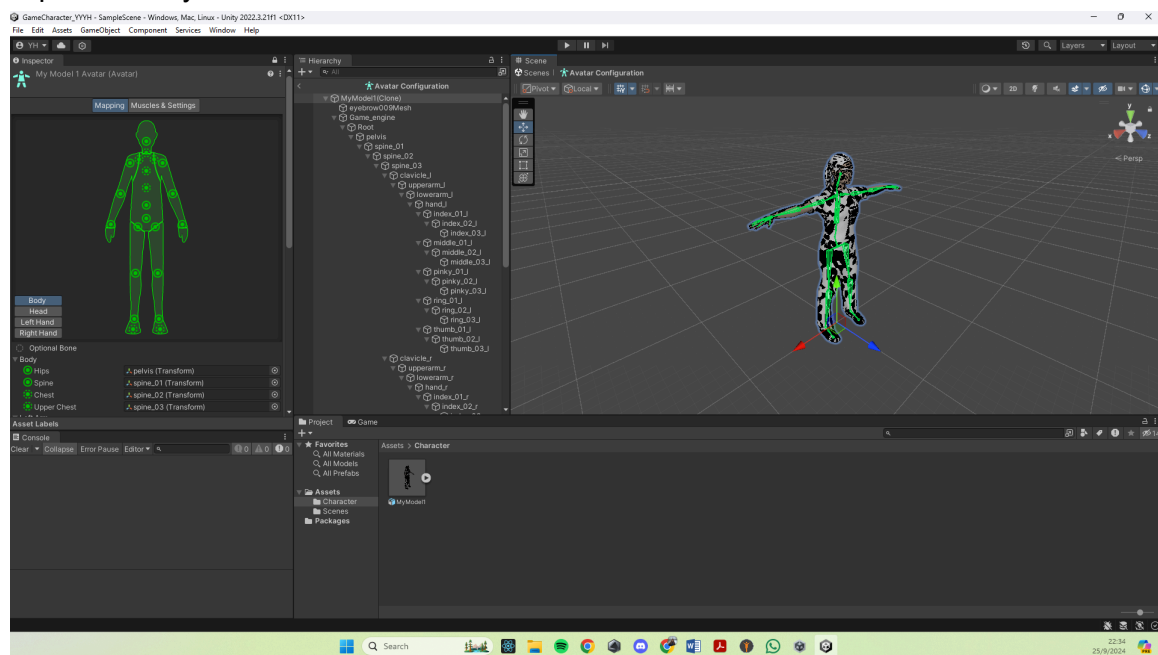 GameCharacter_YYYH - SampleScene - Windows, Mac, Linux - Unity 2022.3.21f1 <DX11>
File Edit Assets GameObject Component Services Window Help
YH
Layers
Layout
Inspector
My Model 1 Avatar (Avatar)
Mapping
Muscles & Settings
Body
Head
Left Hand
Right Hand
Optional Bone
Body
Hips
pelvis (Transform)
Spine
spine_01 (Transform)
Chest
spine_02 (Transform)
Upper Chest
spine_03 (Transform)
Asset Labels
Console
Clear Collapse Error Pause Editor
0 0 0
Hierarchy
All
Avatar Configuration
MyModel1(Clone)
eyebrow009Mesh
Game_engine
Root
pelvis
spine_01
spine_02
spine_03
clavicle_l
upperarm_l
lowerarm_l
hand_l
index_01_l
index_02_l
index_03_l
middle_01_l
middle_02_l
middle_03_l
pinky_01_l
pinky_02_l
pinky_03_l
ring_01_l
ring_02_l
ring_03_l
thumb_01_l
thumb_02_l
thumb_03_l
clavicle_r
upperarm_r
lowerarm_r
hand_r
index_01_r
index_02_r
Scene
Scenes
Avatar Configuration
Pivot
Local
2D
y
x
z
Persp
Project
Game
Favorites
All Materials
All Models
All Prefabs
Assets
Character
Scenes
Packages
Assets > Character
MyModel1
Search
22:34
25/9/2024